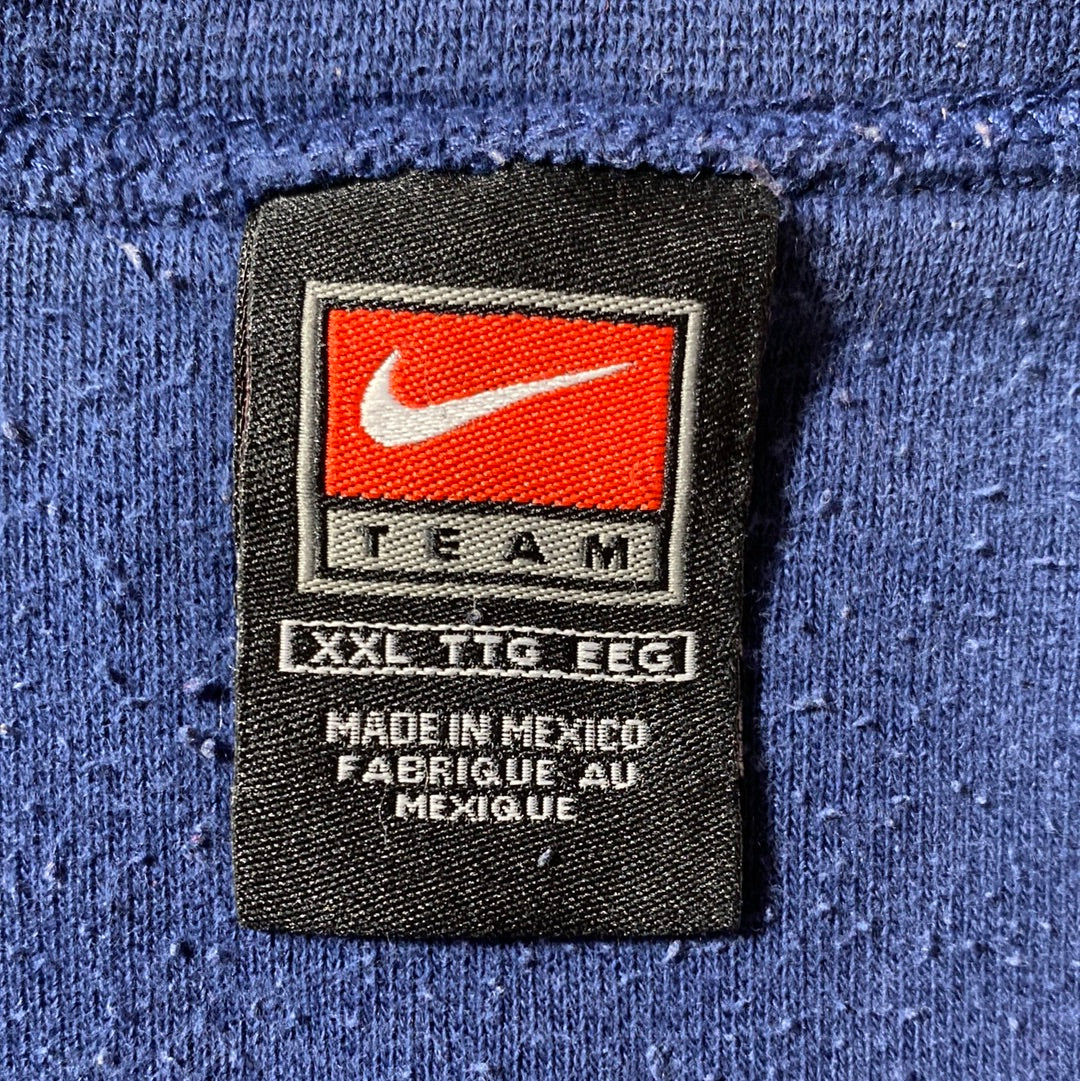 TEAM
XXL TTG EEG
MADE IN MEXICO
FABRIQUE AU
MEXIQUE